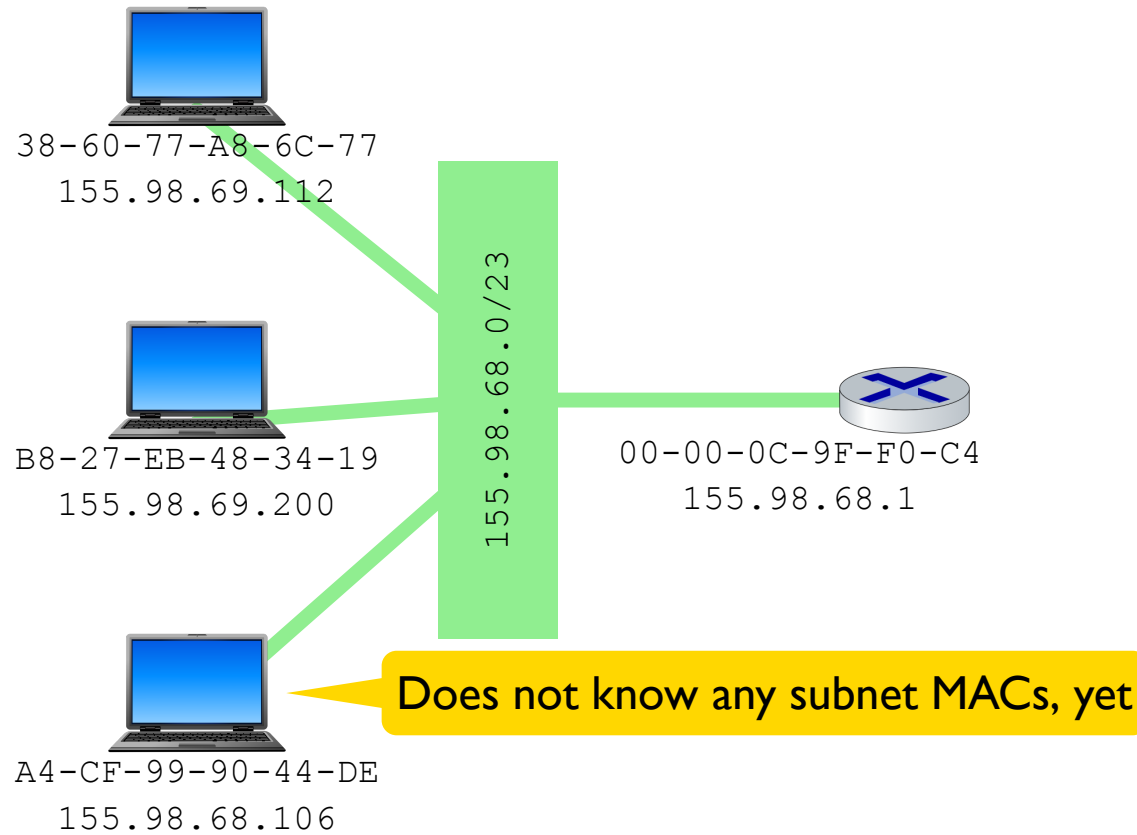 38-60-77-A8-6C-77
155.98.69.112
155.98.68.0/23
B8-27-EB-48-34-19
155.98.69.200
00-00-0C-9F-F0-C4
155.98.68.1
Does not know any subnet MACs, yet
A4-CF-99-90-44-DE
155.98.68.106